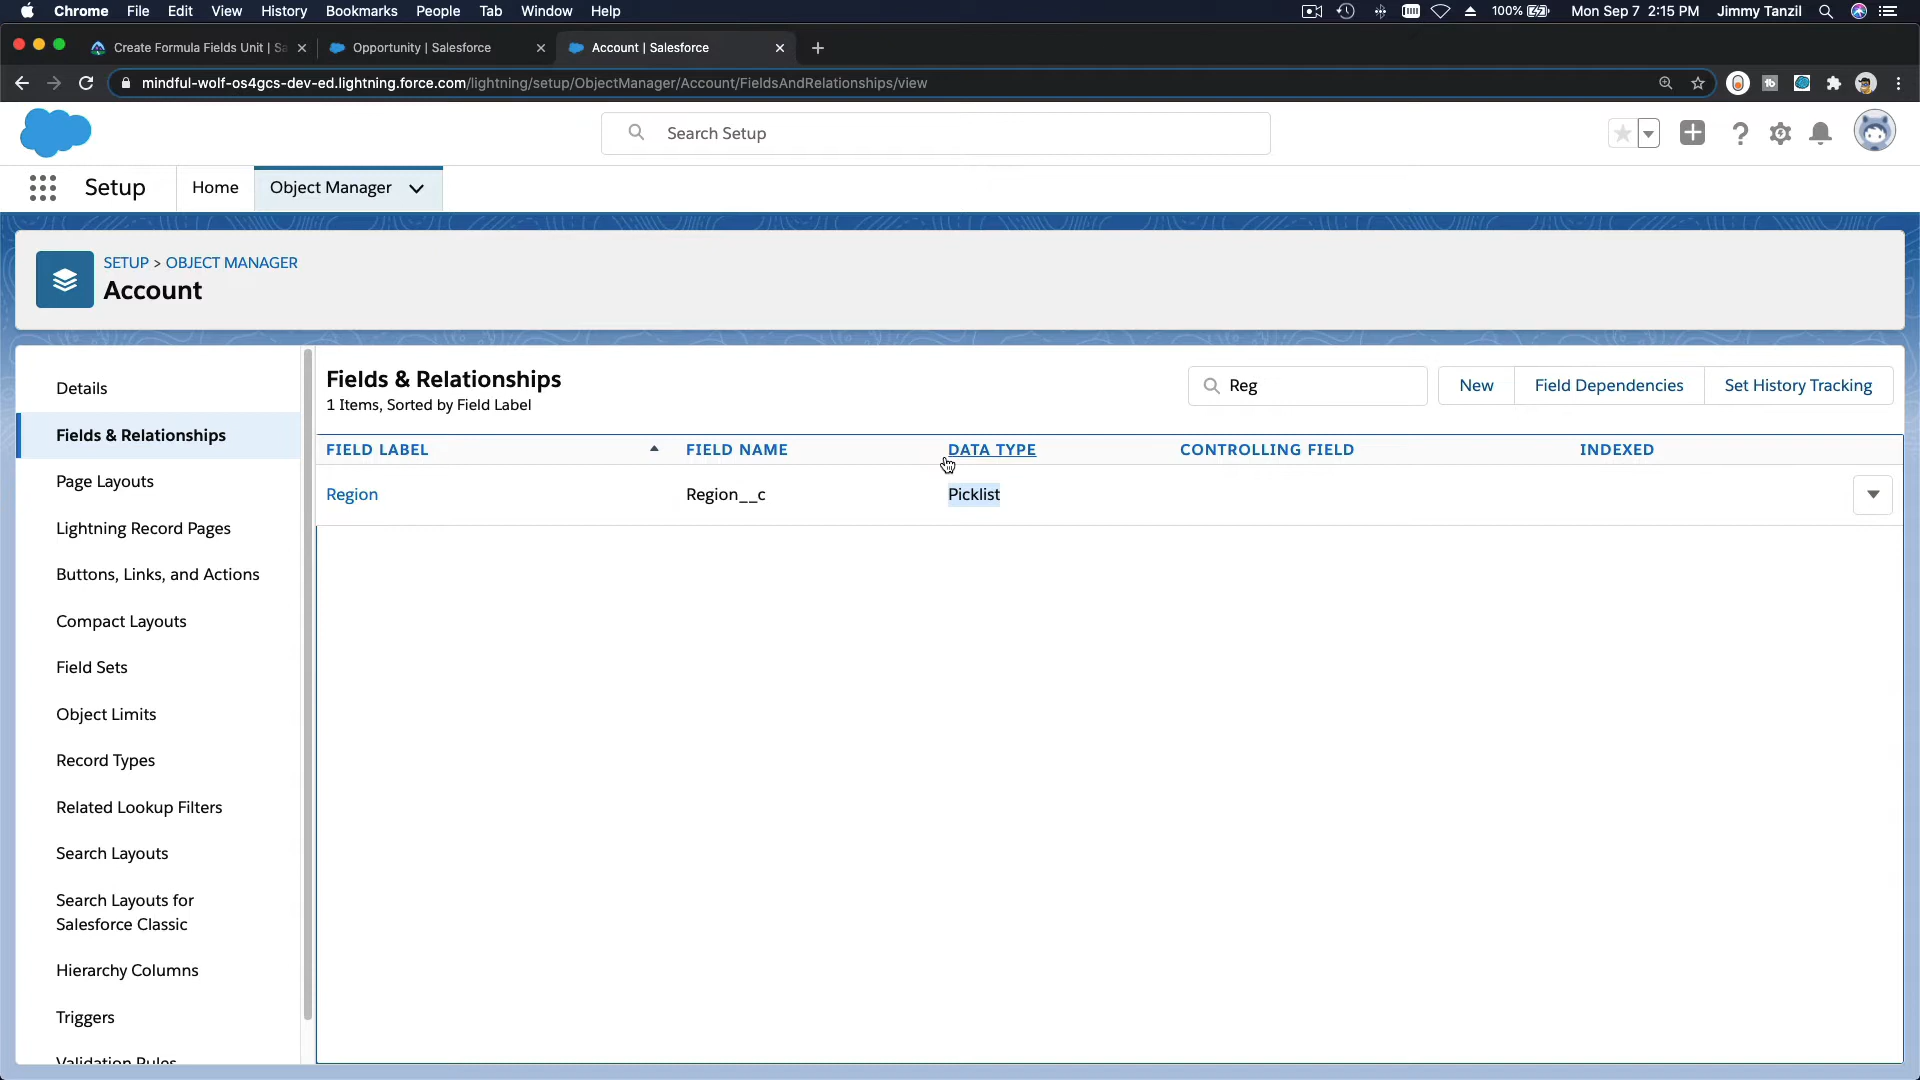 Chrome File Edit View History Bookmarks People Tab Window Help 100% Mon Sep 7 2:15 PM Jimmy Tanzil
Create Formula Fields Unit | Sa Opportunity | Salesforce Account | Salesforce
mindful-wolf-os4gcs-dev-ed.lightning.force.com/lightning/setup/ObjectManager/Account/FieldsAndRelationships/view
Search Setup
Setup Home Object Manager
SETUP > OBJECT MANAGER
Account
Details
Fields & Relationships
Page Layouts
Lightning Record Pages
Buttons, Links, and Actions
Compact Layouts
Field Sets
Object Limits
Record Types
Related Lookup Filters
Search Layouts
Search Layouts for
Salesforce Classic
Hierarchy Columns
Triggers
Validation Rules
Fields & Relationships
1 Items, Sorted by Field Label
Reg New Field Dependencies Set History Tracking
FIELD LABEL FIELD NAME DATA TYPE CONTROLLING FIELD INDEXED
Region Region__c Picklist